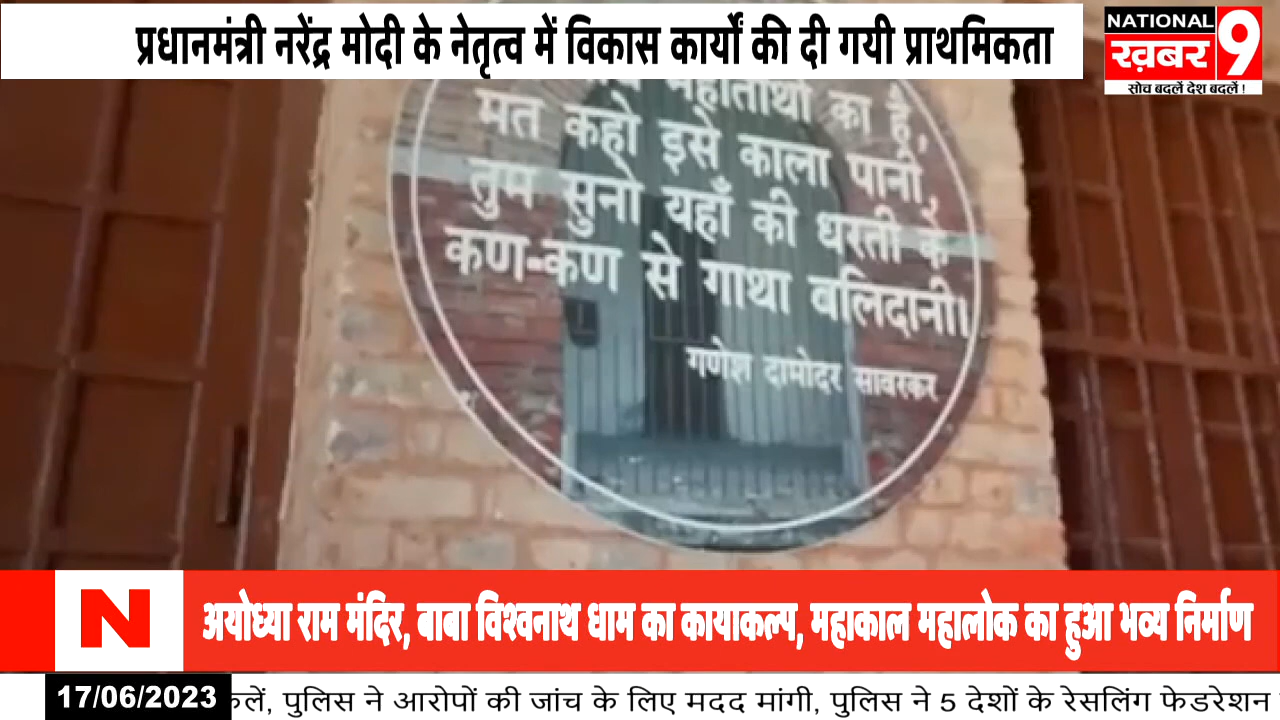 प्रधानमंत्री नरेंद्र मोदी के नेतृत्व में विकास कार्यों की दी गयी प्राथमिकता
NATIONAL
ख़बर 9
सोच बदलें देश बदलें !
का है,
मत कहो इसे काला पानी,
तुम सुनो यहाँ की धरती के
कण-कण से गाथा बलिदानी।
गणेश दामोदर सावरकर
N
अयोध्या राम मंदिर, बाबा विश्वनाथ धाम का कायाकल्प, महाकाल महालोक का हुआ भव्य निर्माण
17/06/2023
पुलिस ने आरोपों की जांच के लिए मदद मांगी, पुलिस ने 5 देशों के रेसलिंग फेडरेशन